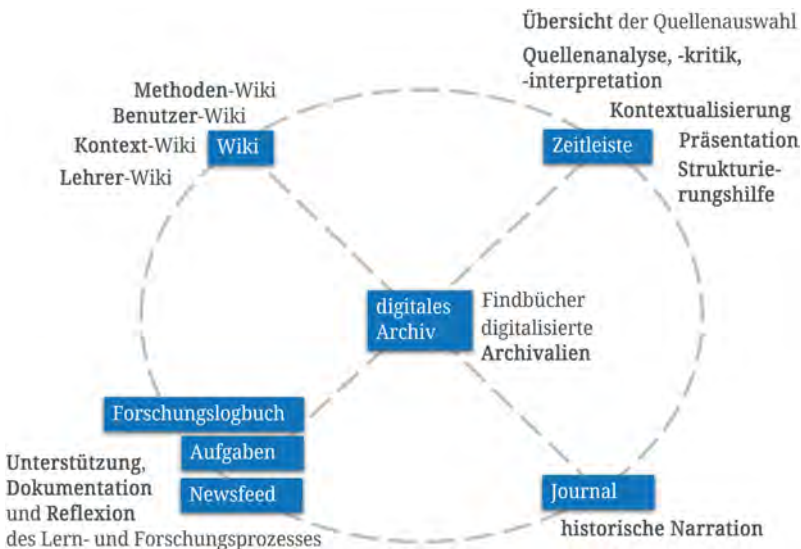 Übersicht der Quellenauswahl
Quellenanalyse, -kritik,
-interpretation
Kontextualisierung
Präsentation
Strukturie-
rungshilfe
Zeitleiste
Methoden-Wiki
Benutzer-Wiki
Kontext-Wiki
Lehrer-Wiki
Wiki
digitales
Archiv
Findbücher
digitalisierte
Archivalien
Forschungslogbuch
Aufgaben
Newsfeed
Unterstützung,
Dokumentation
und Reflexion
des Lern- und Forschungsprozesses
Journal
historische Narration